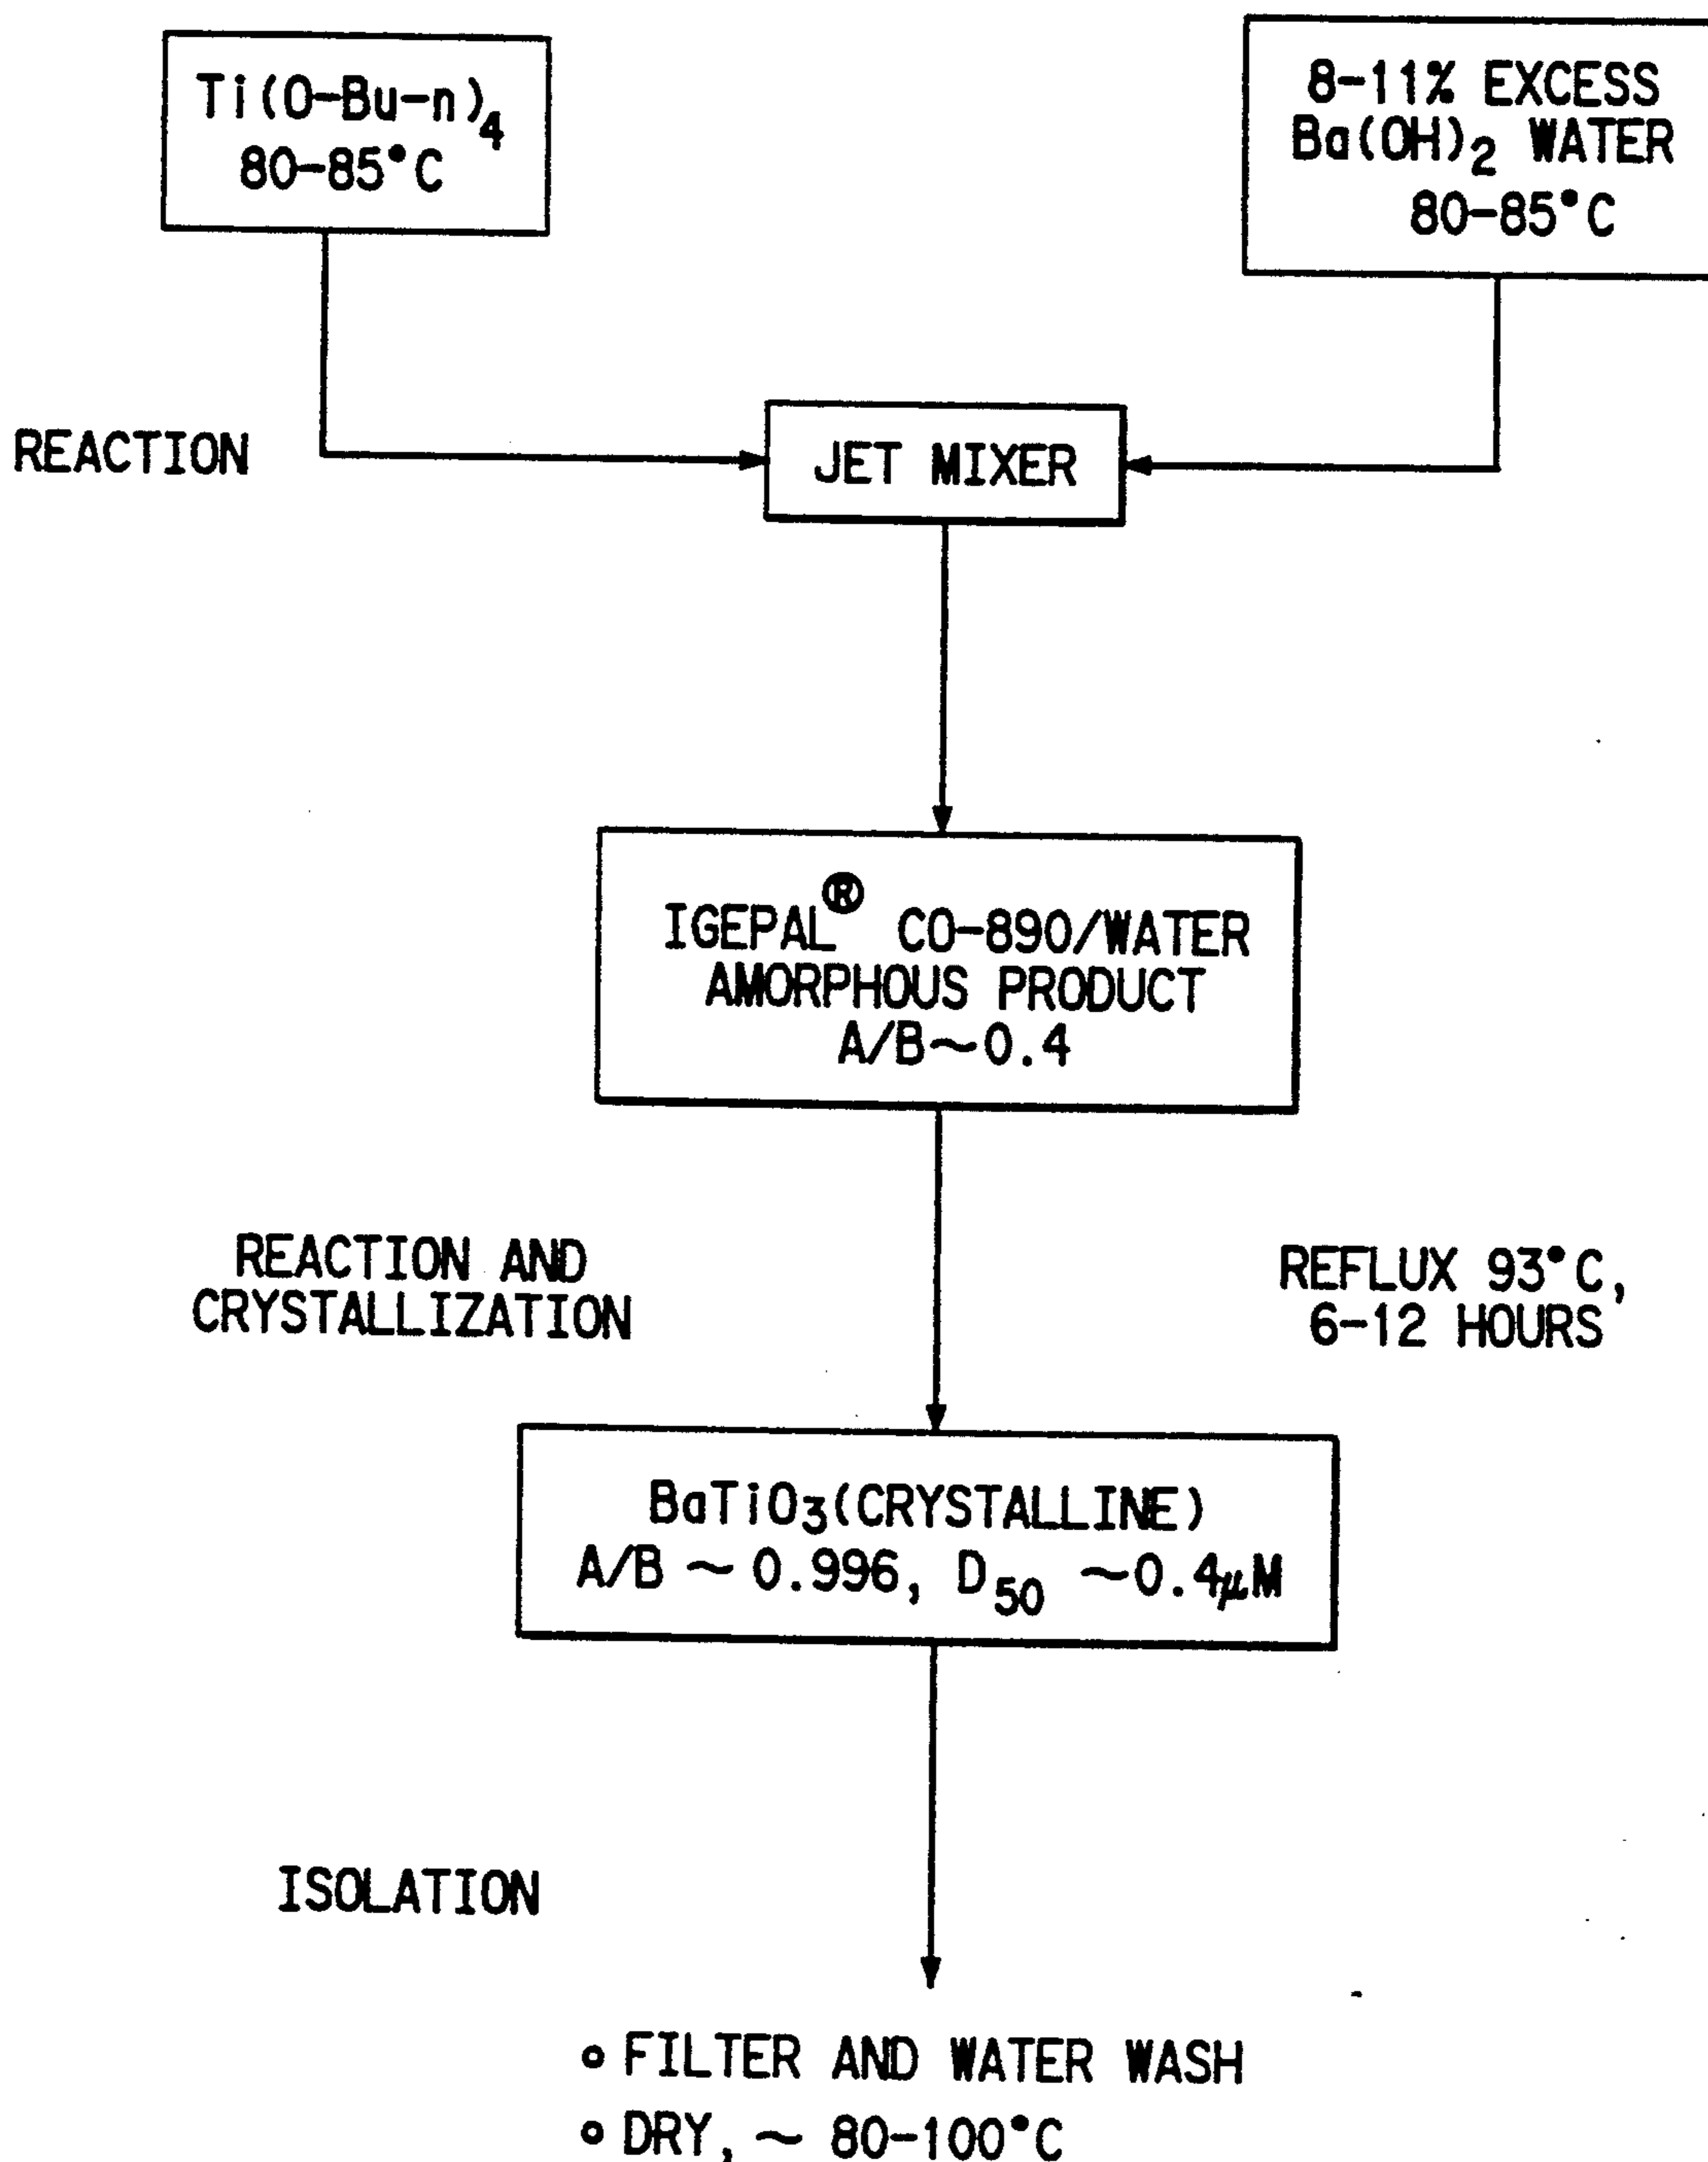 Ti(O-Bu-n)4
80-85°C
8-11% EXCESS
Ba(OH)2 WATER
80-85°C
REACTION
JET MIXER
IGEPAL® CO-890/WATER
AMORPHOUS PRODUCT
A/B~0.4
REACTION AND
CRYSTALLIZATION
REFLUX 93°C,
6-12 HOURS
BaTiO3(CRYSTALLINE)
A/B ~ 0.996, D50 ~0.4μM
ISOLATION
∘ FILTER AND WATER WASH
∘ DRY, ~ 80-100°C